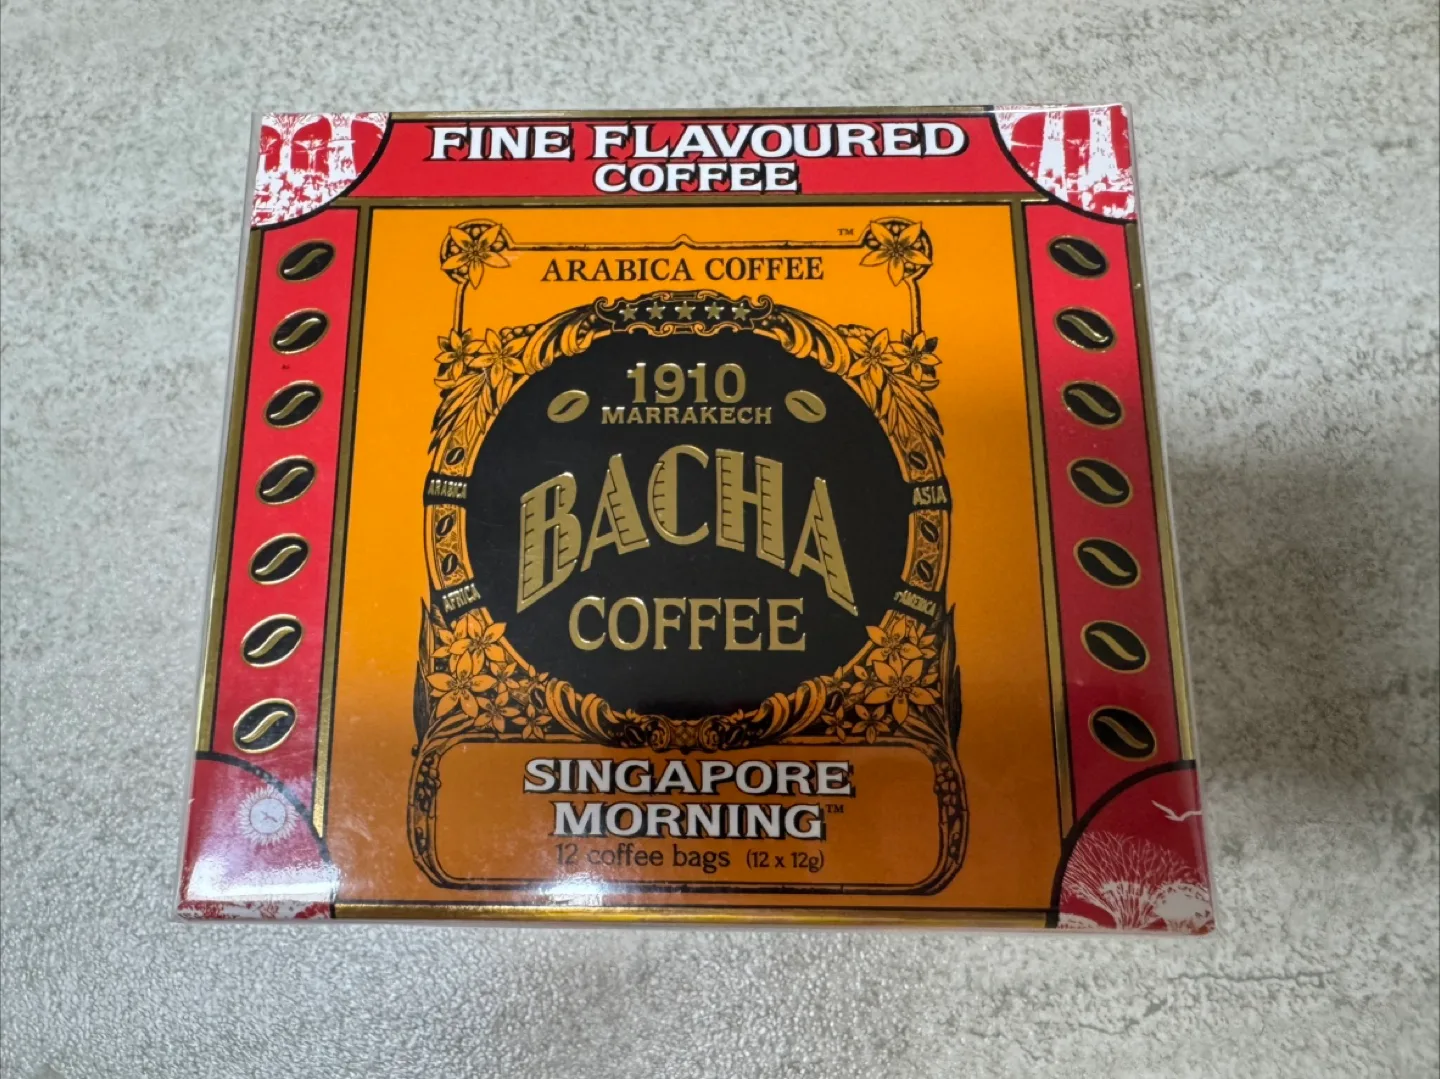 FINE FLAVOURED
COFFEE
TM
ARABICA COFFEE
1910
MARRAKECH
BACHA
COFFEE
ARABICA
ASIA
AFRICA
AMERICA
SINGAPORE
MORNING™
12 coffee bags (12 x 12g)